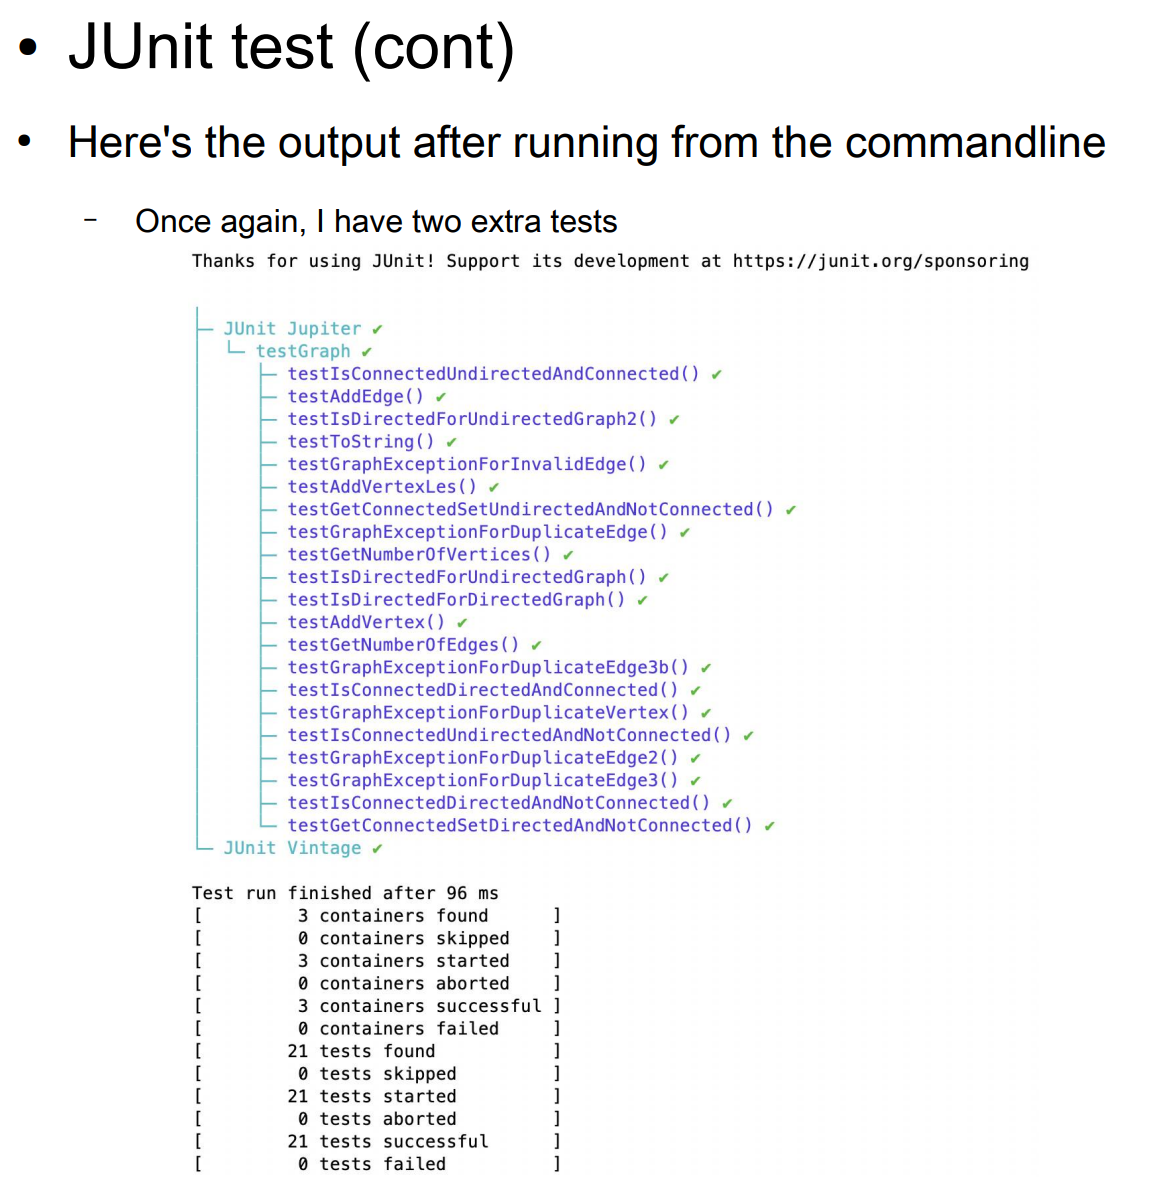 • JUnit test (cont)
• Here's the output after running from the commandline
– Once again, I have two extra tests
Thanks for using JUnit! Support its development at https://junit.org/sponsoring
├─ JUnit Jupiter ✔
│  └─ testGraph ✔
│     ├─ testIsConnectedUndirectedAndConnected() ✔
│     ├─ testAddEdge() ✔
│     ├─ testIsDirectedForUndirectedGraph2() ✔
│     ├─ testToString() ✔
│     ├─ testGraphExceptionForInvalidEdge() ✔
│     ├─ testAddVertexLes() ✔
│     ├─ testGetConnectedSetUndirectedAndNotConnected() ✔
│     ├─ testGraphExceptionForDuplicateEdge() ✔
│     ├─ testGetNumberOfVertices() ✔
│     ├─ testIsDirectedForUndirectedGraph() ✔
│     ├─ testIsDirectedForDirectedGraph() ✔
│     ├─ testAddVertex() ✔
│     ├─ testGetNumberOfEdges() ✔
│     ├─ testGraphExceptionForDuplicateEdge3b() ✔
│     ├─ testIsConnectedDirectedAndConnected() ✔
│     ├─ testGraphExceptionForDuplicateVertex() ✔
│     ├─ testIsConnectedUndirectedAndNotConnected() ✔
│     ├─ testGraphExceptionForDuplicateEdge2() ✔
│     ├─ testGraphExceptionForDuplicateEdge3() ✔
│     ├─ testIsConnectedDirectedAndNotConnected() ✔
│     └─ testGetConnectedSetDirectedAndNotConnected() ✔
└─ JUnit Vintage ✔
Test run finished after 96 ms
[         3 containers found      ]
[         0 containers skipped    ]
[         3 containers started    ]
[         0 containers aborted    ]
[         3 containers successful ]
[         0 containers failed     ]
[        21 tests found           ]
[         0 tests skipped         ]
[        21 tests started         ]
[         0 tests aborted         ]
[        21 tests successful      ]
[         0 tests failed          ]